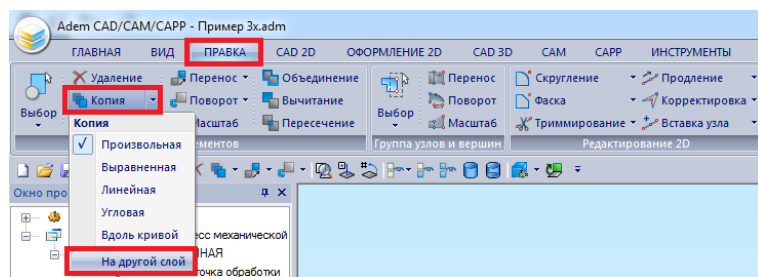 Adem CAD/CAM/CAPP - Пример 3x.adm
ГЛАВНАЯ ВИД ПРАВКА CAD 2D ОФОРМЛЕНИЕ 2D CAD 3D CAM CAPP ИНСТРУМЕНТЫ
Выбор
Удаление Перенос Объединение
Копия Поворот Вычитание
Масштаб Пересечение
ементов
Выбор
Перенос
Поворот
Масштаб
Группа узлов и вершин
Скругление Продление
Фаска Корректировка
Триммирование Вставка узла
Редактирование 2D
Копия
Произвольная
Выравненная
Линейная
Угловая
Вдоль кривой
На другой слой
Окно про
есс механической
НАЯ
точка обработки